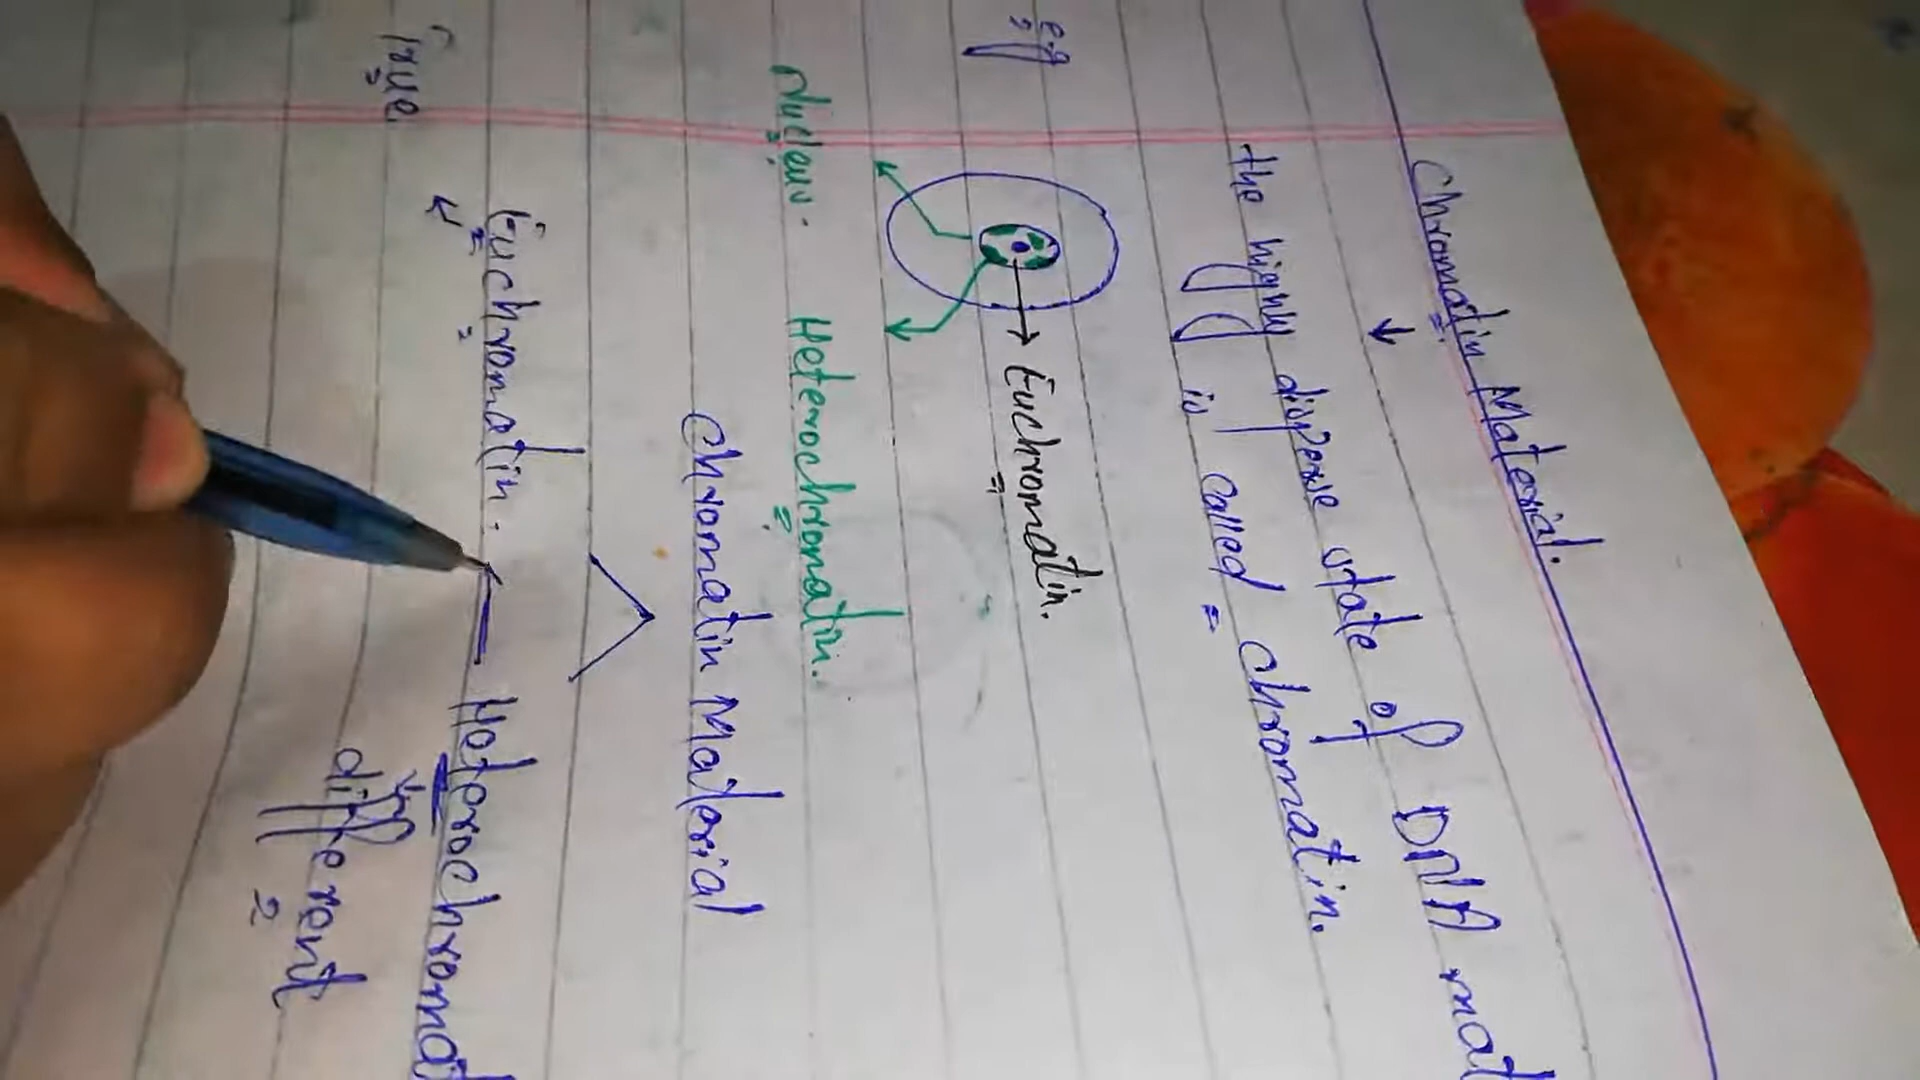 Chromatin Material.
the highly disperse state of DNA mat
is called chromatin.
e.g
Euchromatin.
Nucleus. Heterochromatin.
Chromatin Material
Euchromatin. Heterochromat
True different